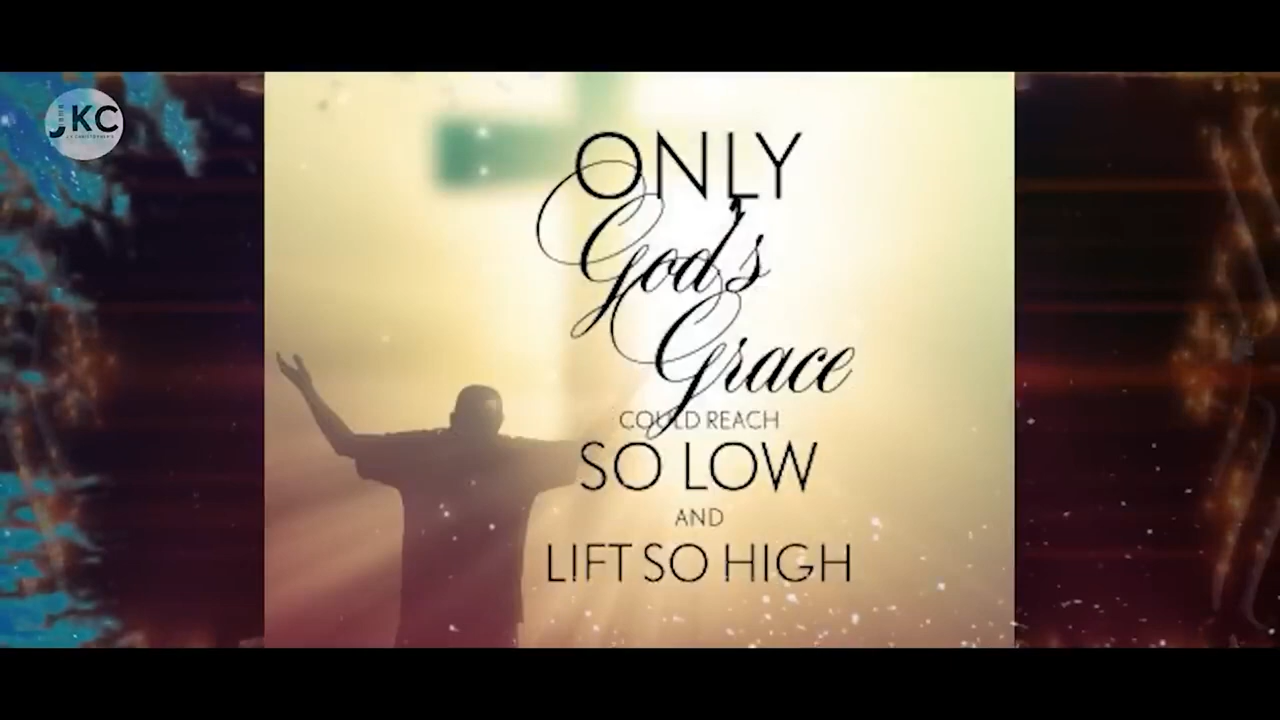 JKC
ONLY
God's
Grace
COULD REACH
SO LOW
AND
LIFT SO HIGH